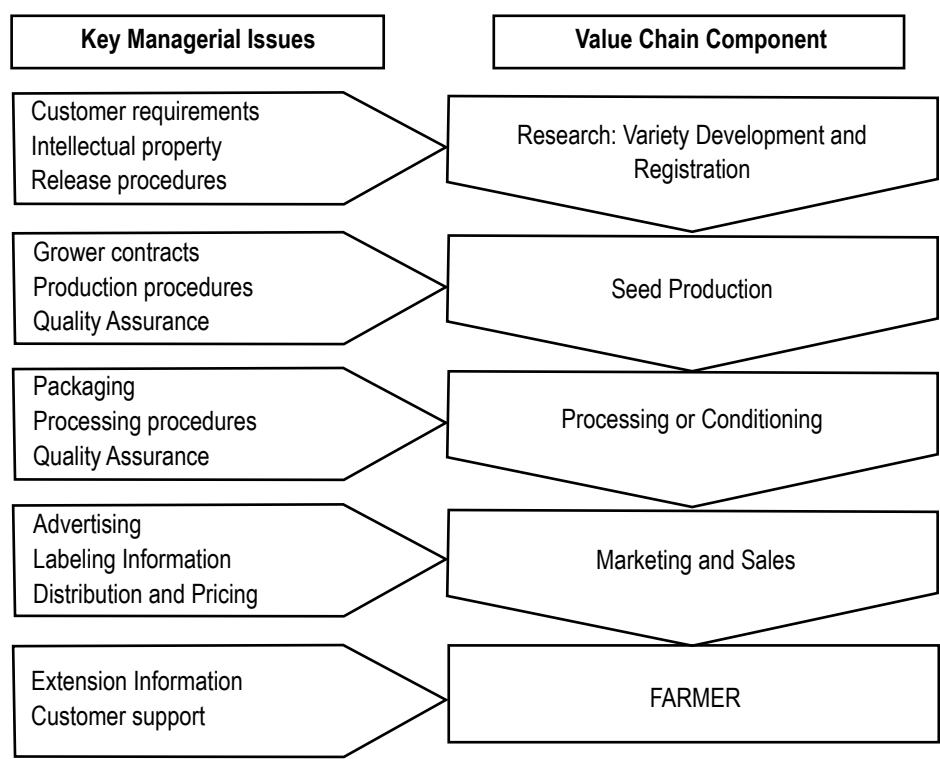 Key Managerial Issues
Value Chain Component
Customer requirements
Intellectual property
Release procedures
Research: Variety Development and
Registration
Grower contracts
Production procedures
Quality Assurance
Seed Production
Packaging
Processing procedures
Quality Assurance
Processing or Conditioning
Advertising
Labeling Information
Distribution and Pricing
Marketing and Sales
Extension Information
Customer support
FARMER